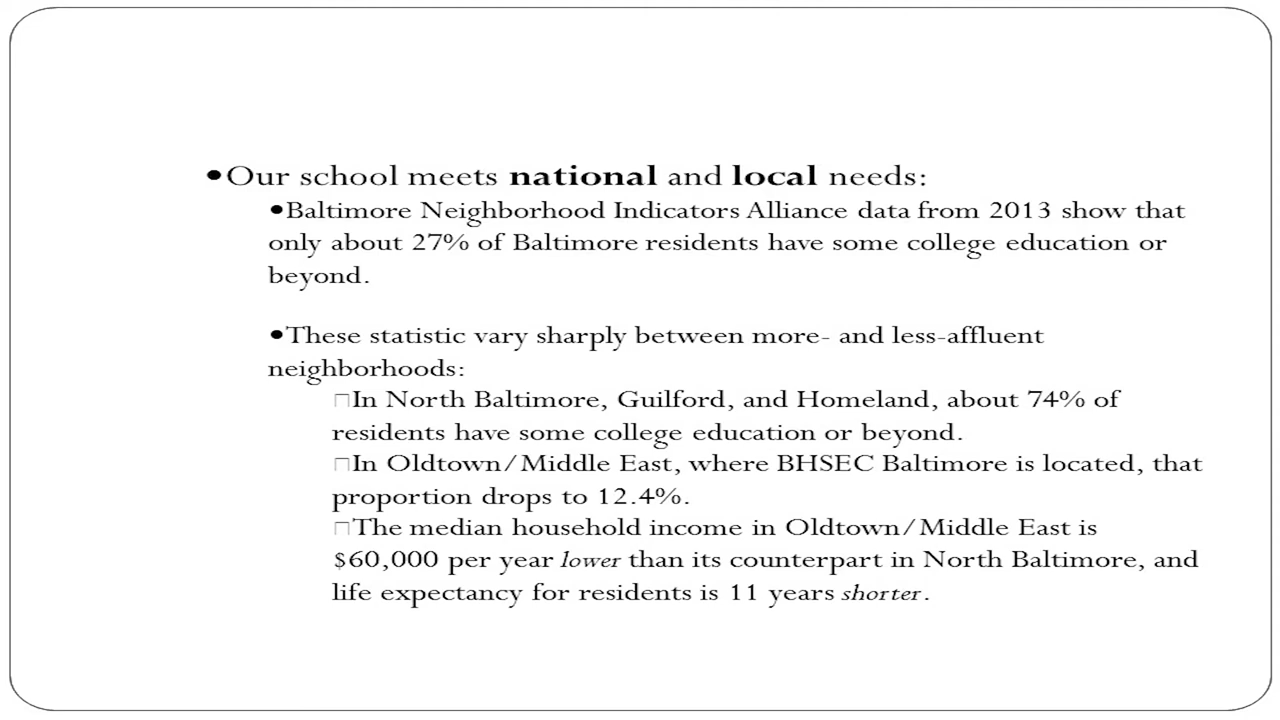 •Our school meets national and local needs:
•Baltimore Neighborhood Indicators Alliance data from 2013 show that
only about 27% of Baltimore residents have some college education or
beyond.
•These statistic vary sharply between more- and less-affluent
neighborhoods:
□In North Baltimore, Guilford, and Homeland, about 74% of
residents have some college education or beyond.
□In Oldtown/Middle East, where BHSEC Baltimore is located, that
proportion drops to 12.4%.
□The median household income in Oldtown/Middle East is
$60,000 per year lower than its counterpart in North Baltimore, and
life expectancy for residents is 11 years shorter.